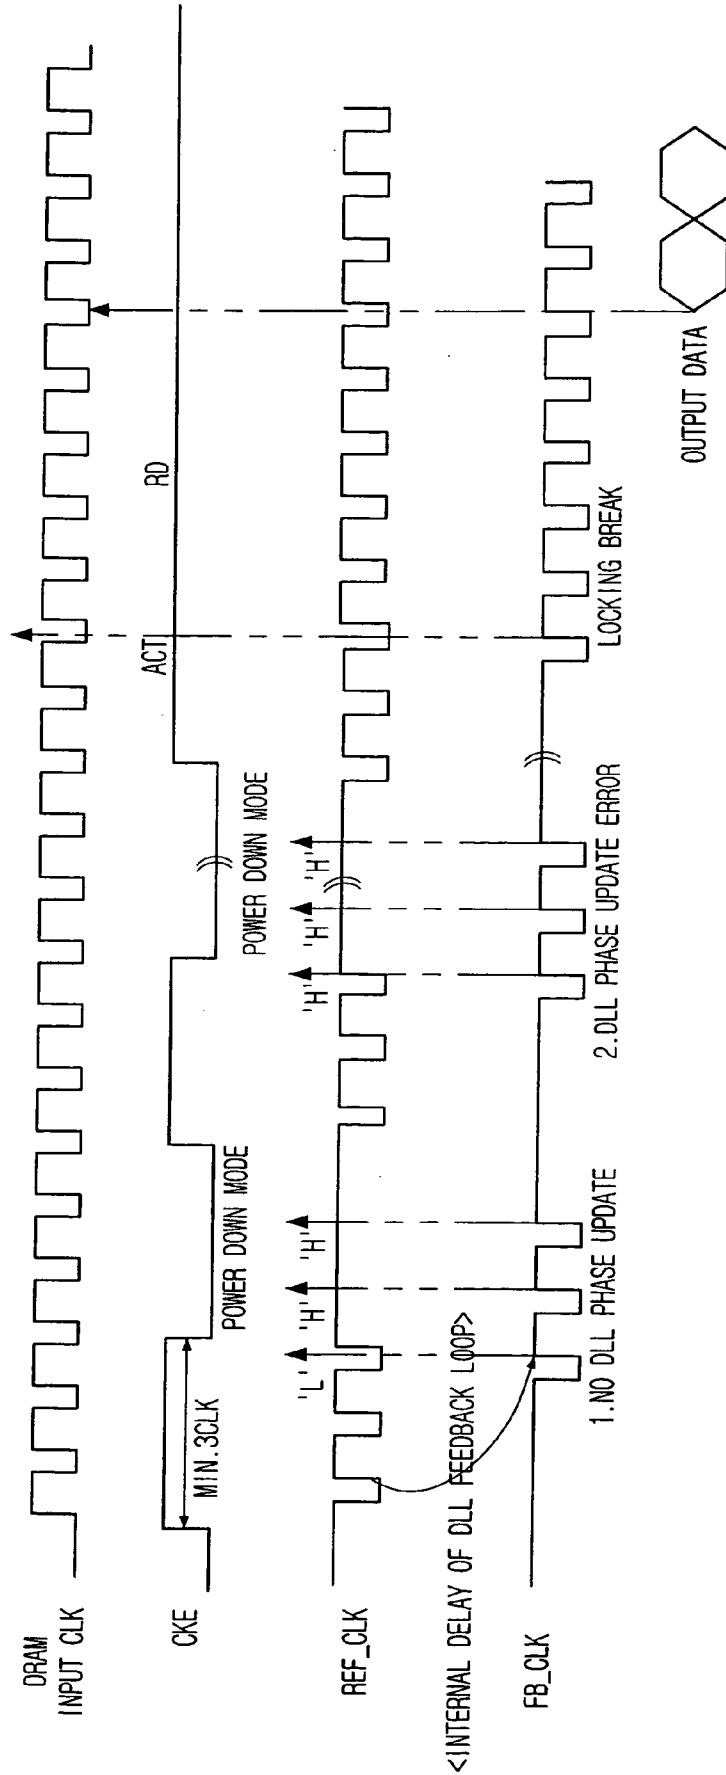 DRAM
INPUT CLK
CKE
MIN.3CLK
POWER DOWN MODE
POWER DOWN MODE
ACT
RD
REF_CLK
'L'
'H'
'H'
'H'
'H'
'H'
<INTERNAL DELAY OF DLL FEEDBACK LOOP>
FB_CLK
1.NO DLL PHASE UPDATE
2.DLL PHASE UPDATE ERROR
LOCKING BREAK
OUTPUT DATA